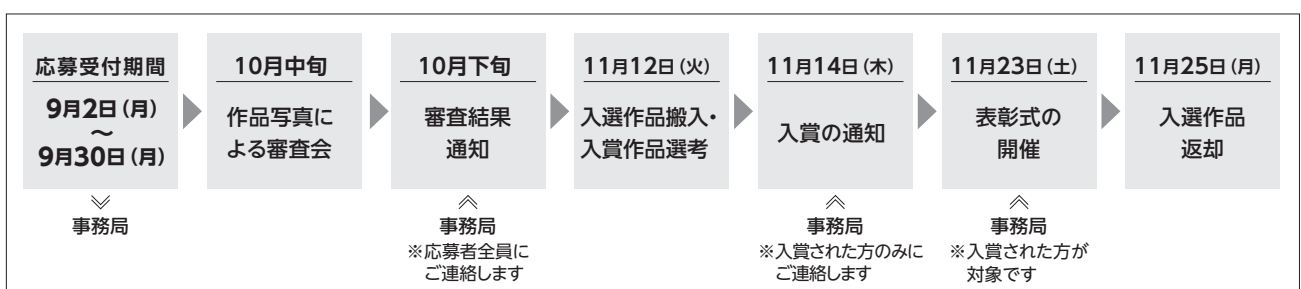 応募受付期間
9月2日（月）
〜
9月30日（月）
事務局
10月中旬
作品写真に
よる審査会
10月下旬
審査結果
通知
事務局
※応募者全員に
ご連絡します
11月12日（火）
入選作品搬入・
入賞作品選考
11月14日（木）
入賞の通知
事務局
※入賞された方のみに
ご連絡します
11月23日（土）
表彰式の
開催
事務局
※入賞された方が
対象です
11月25日（月）
入選作品
返却